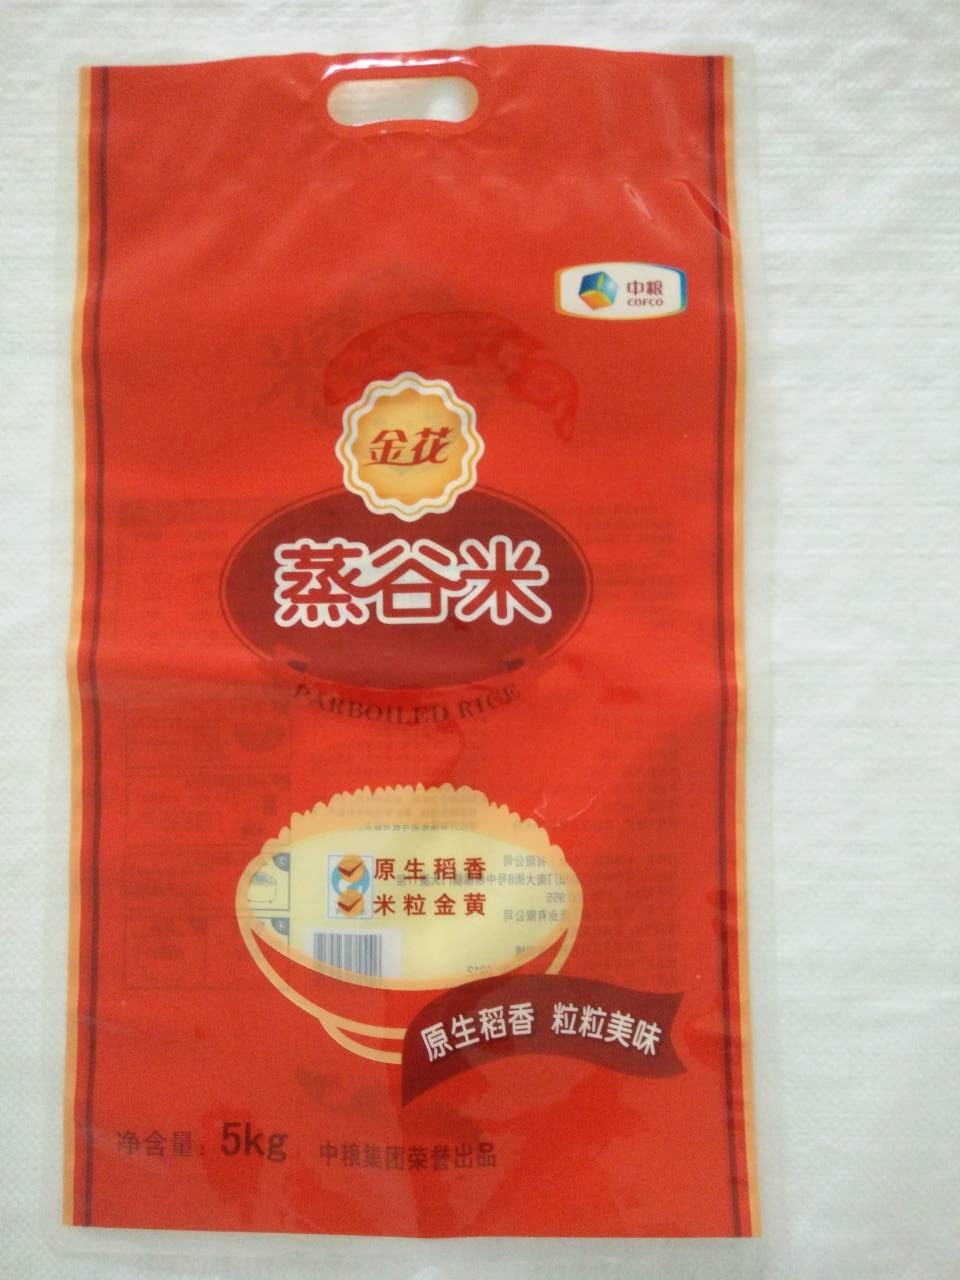 中粮
COFCO
金花
蒸谷米
PARBOILED RICE
原生稻香
米粒金黄
原生稻香 粒粒美味
净含量：5kg 中粮集团荣誉出品